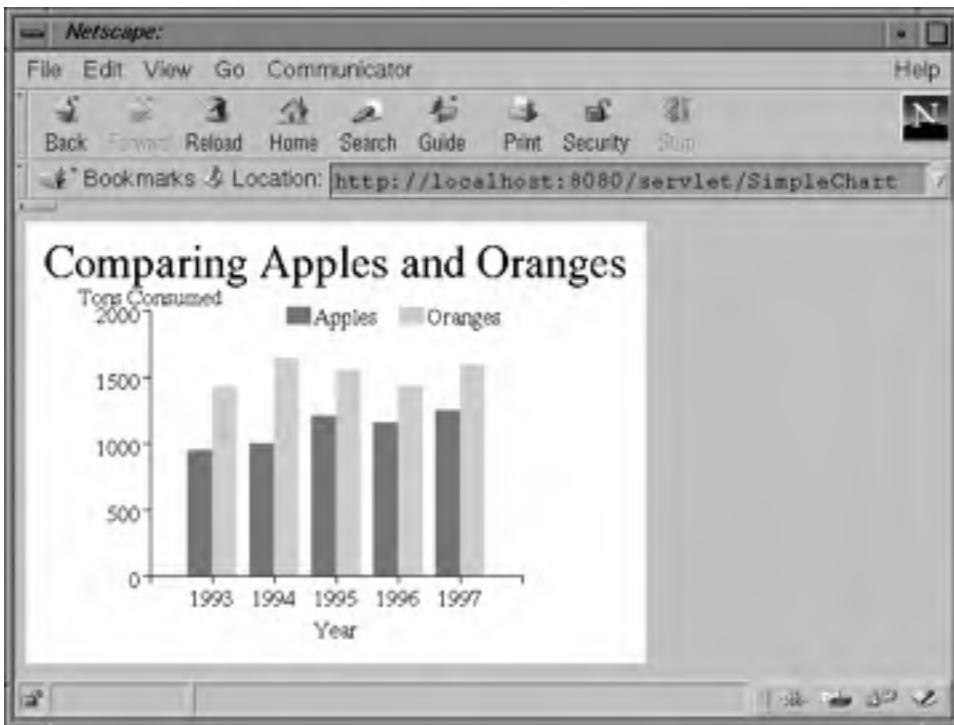 Netscape:
File Edit View Go Communicator Help
Back Forward Reload Home Search Guide Print Security Stop
N
Bookmarks Location: http://localhost:8080/servlet/SimpleChart
Comparing Apples and Oranges
Tons Consumed
Apples Oranges
2000
1500
1000
500
0
1993 1994 1995 1996 1997
Year